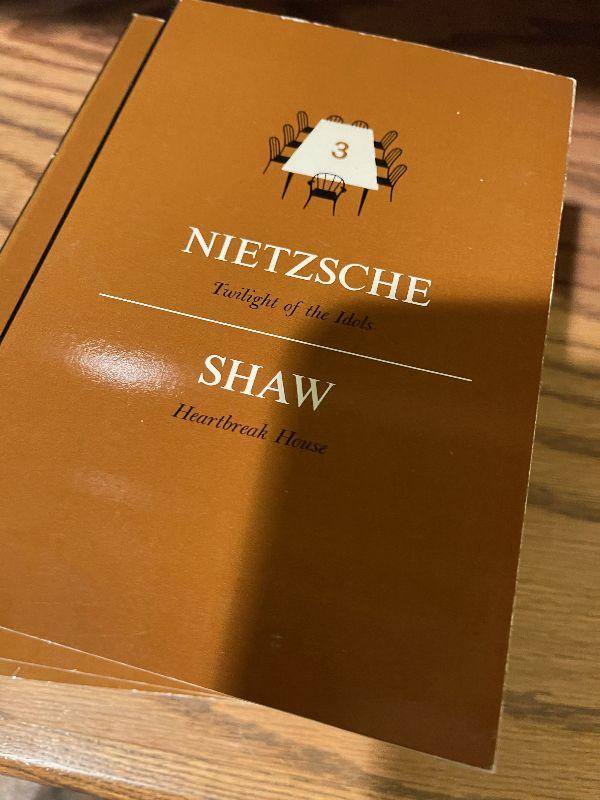 3
NIETZSCHE
Twilight of the Idols
SHAW
Heartbreak House